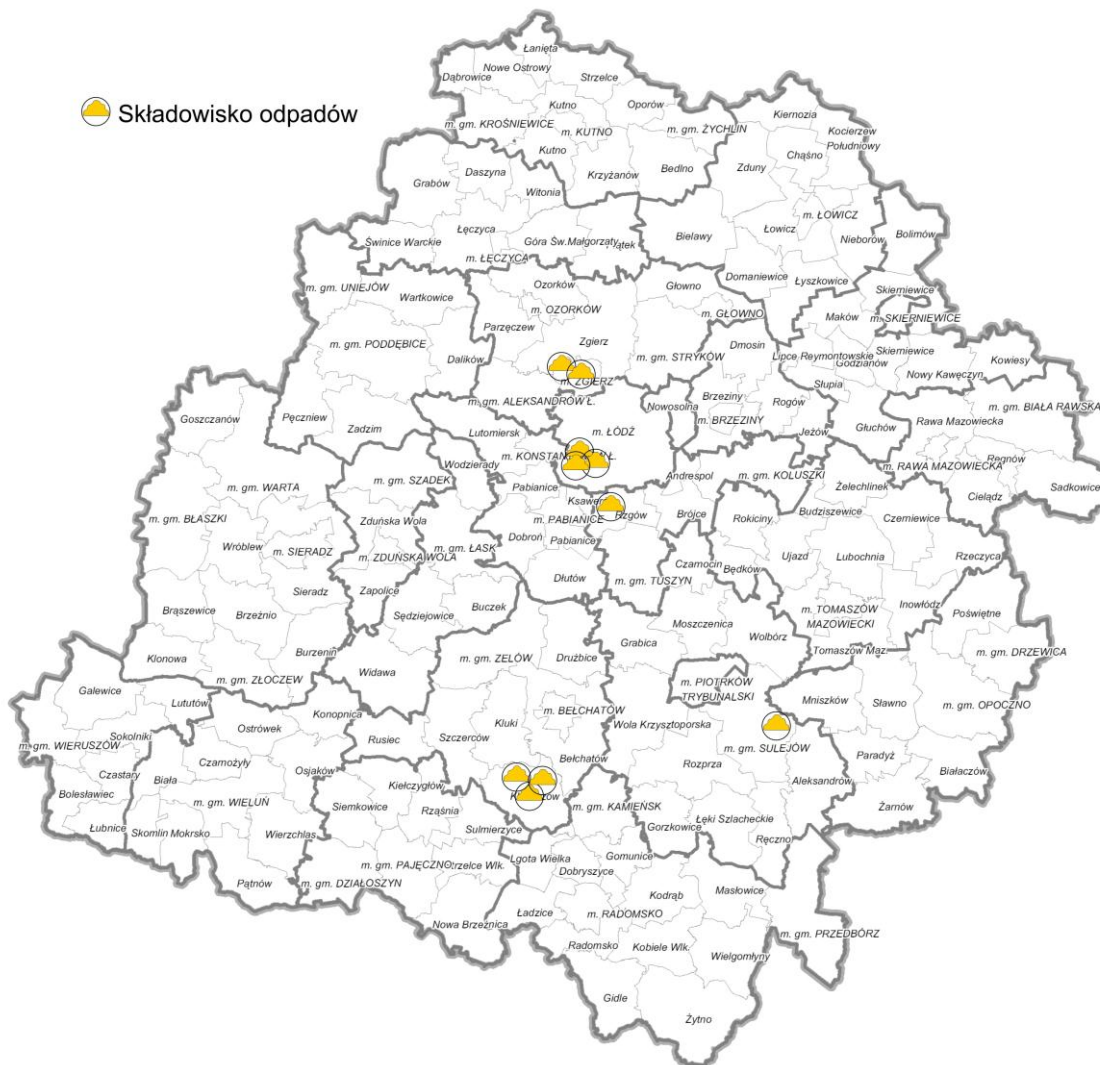 Składowisko odpadów
Łanięta
Nowe Ostrowy
Dąbrowice
Strzelce
Kutno
Oporów
m. gm. KROŚNIEWICE
m. KUTNO
m. gm. ŻYCHLIN
Kutno
Krzyżanów
Bedlno
Kiernozia
Kocierzew
Południowy
Chąśno
Zduny
Daszyna
Grabów
Witonia
m. ŁOWICZ
Łęczyca
Góra Św.Małgorzaty
Bielawy
Łowicz
Nieborów
Bolimów
Świnice Warckie
m. ŁĘCZYCA
m. gm. UNIEJÓW
Wartkowice
Ozorków
Głowno
Domaniewice
Łyszkowice
Skierniewice
m. OZORKÓW
m. GŁOWNO
Maków
m. SKIERNIEWICE
Parzęczew
Zgierz
m. gm. PODDĘBICE
Dalików
m. gm. STRYKÓW
Dmosin
Lipce Reymontowskie
Skierniewice
Godzianów
Kowiesy
Nowy Kawęczyn
m. ZGIERZ
Słupia
m. gm. ALEKSANDRÓW Ł.
Brzeziny
Rogów
m. gm. BIAŁA RAWSKA
Goszczanów
Pęczniew
Zadzim
Nowosolna
m. BRZEZINY
Jeżów
Głuchów
Rawa Mazowiecka
Lutomiersk
m. ŁÓDŹ
Wodzierady
Regnów
m. RAWA MAZOWIECKA
Andrespol
m. gm. KOLUSZKI
Sadkowice
m. gm. SZADEK
Pabianice
Żelechlinek
Cielądz
m. gm. WARTA
Rzgów
Brójce
Budziszewice
Czerniewice
m. gm. BŁASZKI
Zduńska Wola
m. PABIANICE
Rokiciny
Wróblew
m. SIERADZ
m. ZDUŃSKA WOLA
m. gm. ŁASK
Dobroń
Pabianice
Ujazd
Lubochnia
Rzeczyca
Czarnocin
Będków
Dłutów
m. gm. TUSZYN
Sieradz
Zapolice
Buczek
Sędziejowice
Brąszewice
Brzeźnio
Inowłódz
Poświętne
m. TOMASZÓW
MAZOWIECKI
Moszczenica
Wolbórz
Grabica
Tomaszów Maz.
m. gm. DRZEWICA
Klonowa
Burzenin
m. gm. ZŁOCZEW
Widawa
m. gm. ZELÓW
Drużbice
m. PIOTRKÓW
TRYBUNALSKI
Mniszków
Sławno
m. gm. OPOCZNO
Galewice
Lututów
Konopnica
m. BEŁCHATÓW
Sokolniki
Ostrówek
Kluki
Wola Krzysztoporska
m. gm. WIERUSZÓW
Rusiec
Szczerców
m. gm. SULEJÓW
Paradyż
Czarnożyły
Osjaków
Bełchatów
Rozprza
Białaczów
Czastary
Biała
Bolesławiec
Kiełczygłów
Aleksandrów
Żarnów
m. gm. WIELUŃ
Siemkowice
Rząśnia
m. gm. KAMIEŃSK
Łęki Szlacheckie
Gorzkowice
Łubnice
Skomlin
Mokrsko
Wierzchlas
Sulmierzyce
Ręczno
Lgota Wielka
Gomunice
m. gm. PAJĘCZNO
Dobryszyce
Pątnów
m. gm. DZIAŁOSZYN
Kodrąb
Masłowice
Ładzice
m. RADOMSKO
Nowa Brzeźnica
m. gm. PRZEDBÓRZ
Radomsko
Kobiele Wlk.
Wielgomłyny
Gidle
Żytno